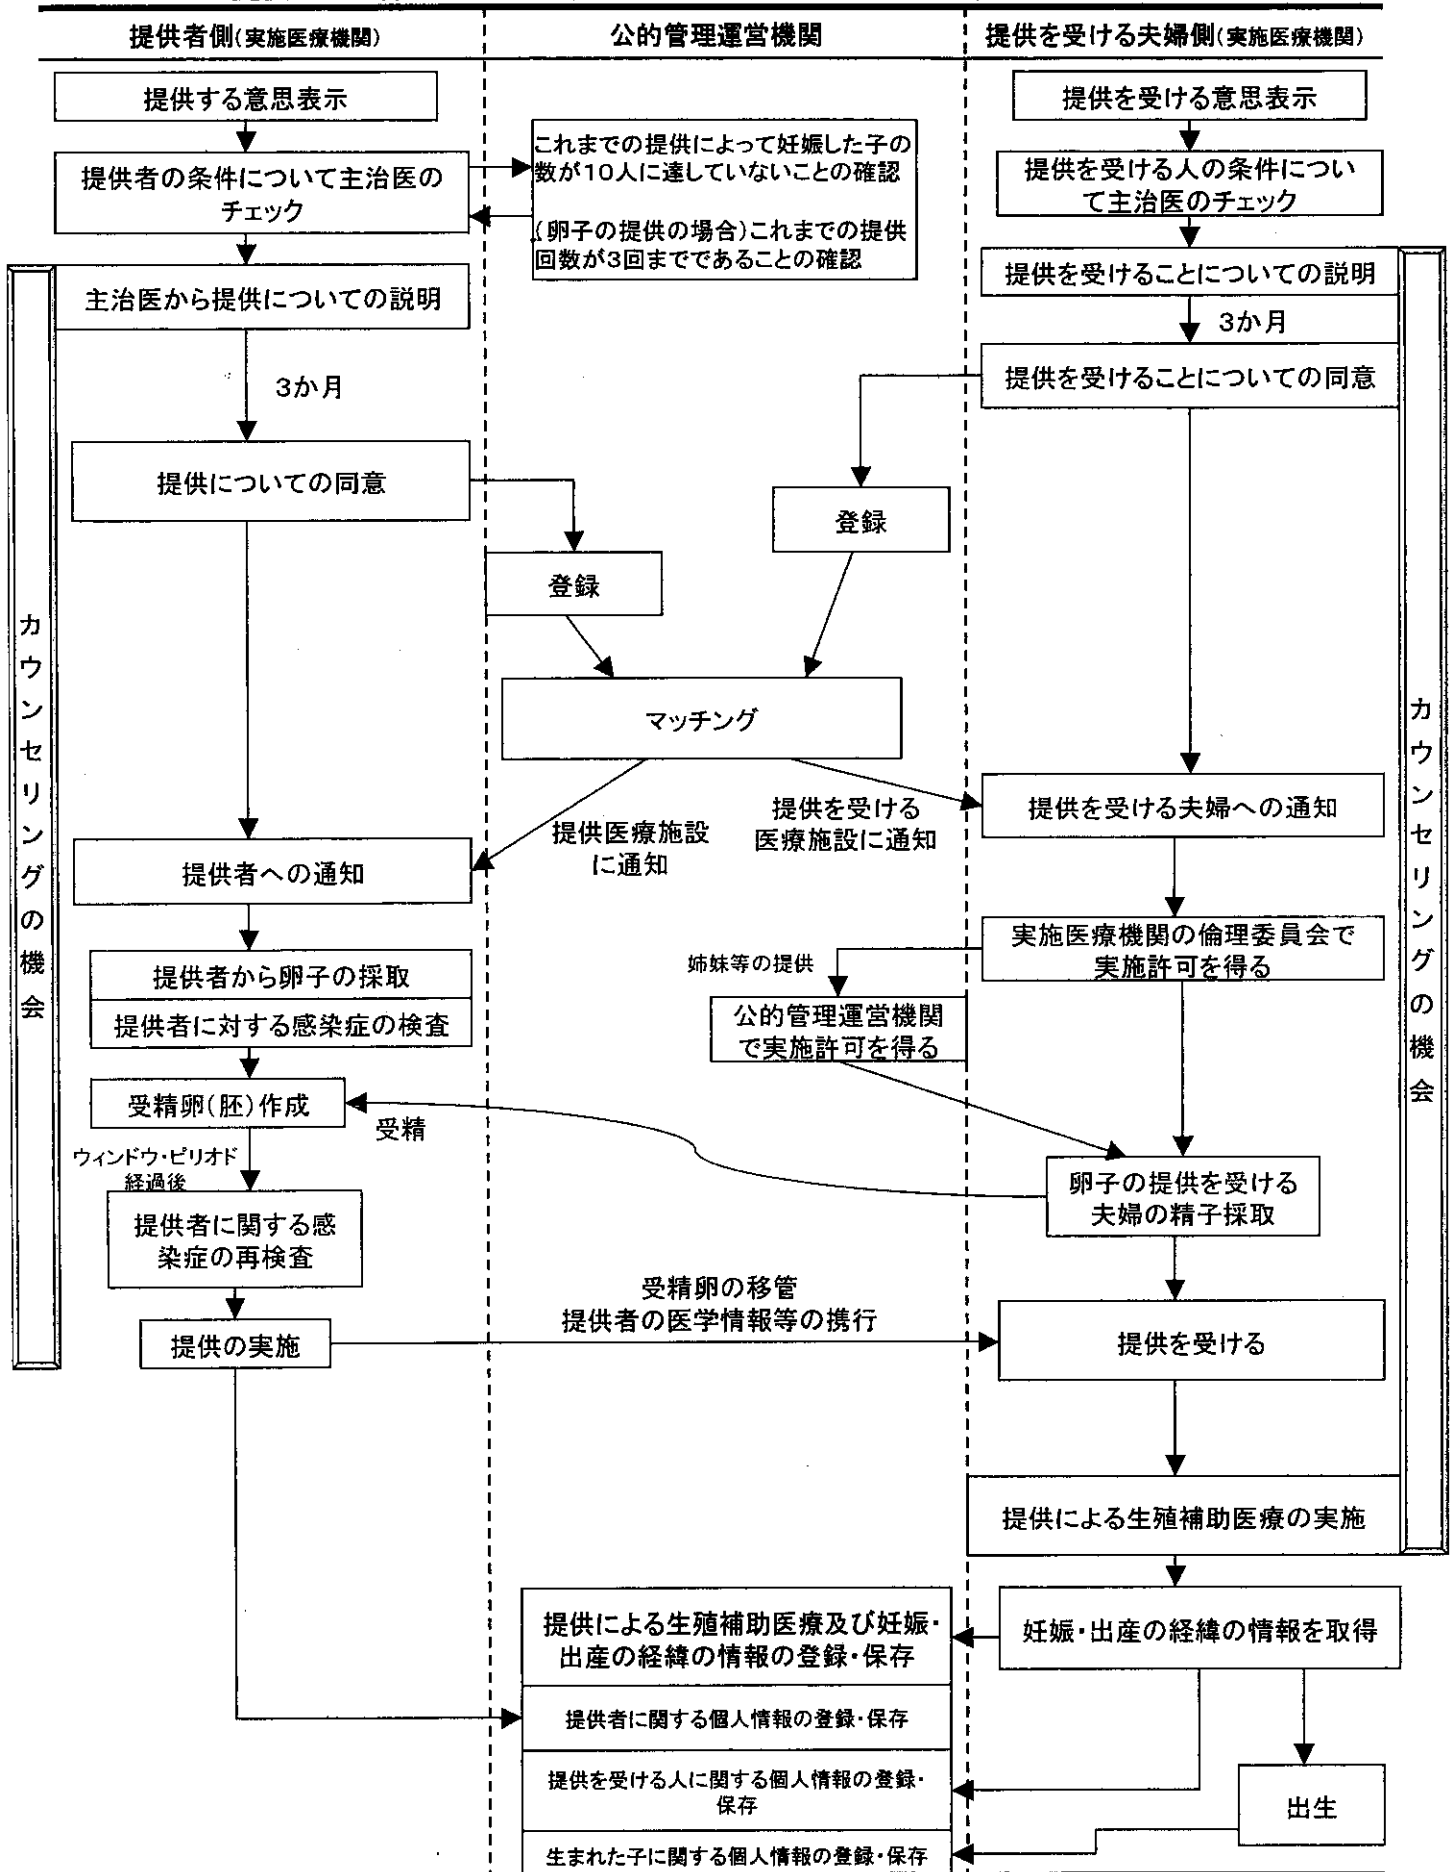 提供者側(実施医療機関)
公的管理運営機関
提供を受ける夫婦側(実施医療機関)
提供する意思表示
提供を受ける意思表示
これまでの提供によって妊娠した子の
数が10人に達していないことの確認
(卵子の提供の場合)これまでの提供
回数が3回までであることの確認
提供者の条件について主治医の
チェック
提供を受ける人の条件につい
て主治医のチェック
主治医から提供についての説明
提供を受けることについての説明
3か月
3か月
提供を受けることについての同意
提供についての同意
登録
登録
マッチング
提供医療施設
に通知
提供を受ける
医療施設に通知
提供を受ける夫婦への通知
提供者への通知
実施医療機関の倫理委員会で
実施許可を得る
姉妹等の提供
公的管理運営機関
で実施許可を得る
提供者から卵子の採取
提供者に対する感染症の検査
受精卵(胚)作成
受精
ウィンドウ・ピリオド
経過後
卵子の提供を受ける
夫婦の精子採取
提供者に関する感
染症の再検査
受精卵の移管
提供者の医学情報等の携行
提供の実施
提供を受ける
提供による生殖補助医療の実施
カウンセリングの機会
カウンセリングの機会
妊娠・出産の経緯の情報を取得
提供による生殖補助医療及び妊娠・
出産の経緯の情報の登録・保存
提供者に関する個人情報の登録・保存
提供を受ける人に関する個人情報の登録・
保存
出生
生まれた子に関する個人情報の登録・保存